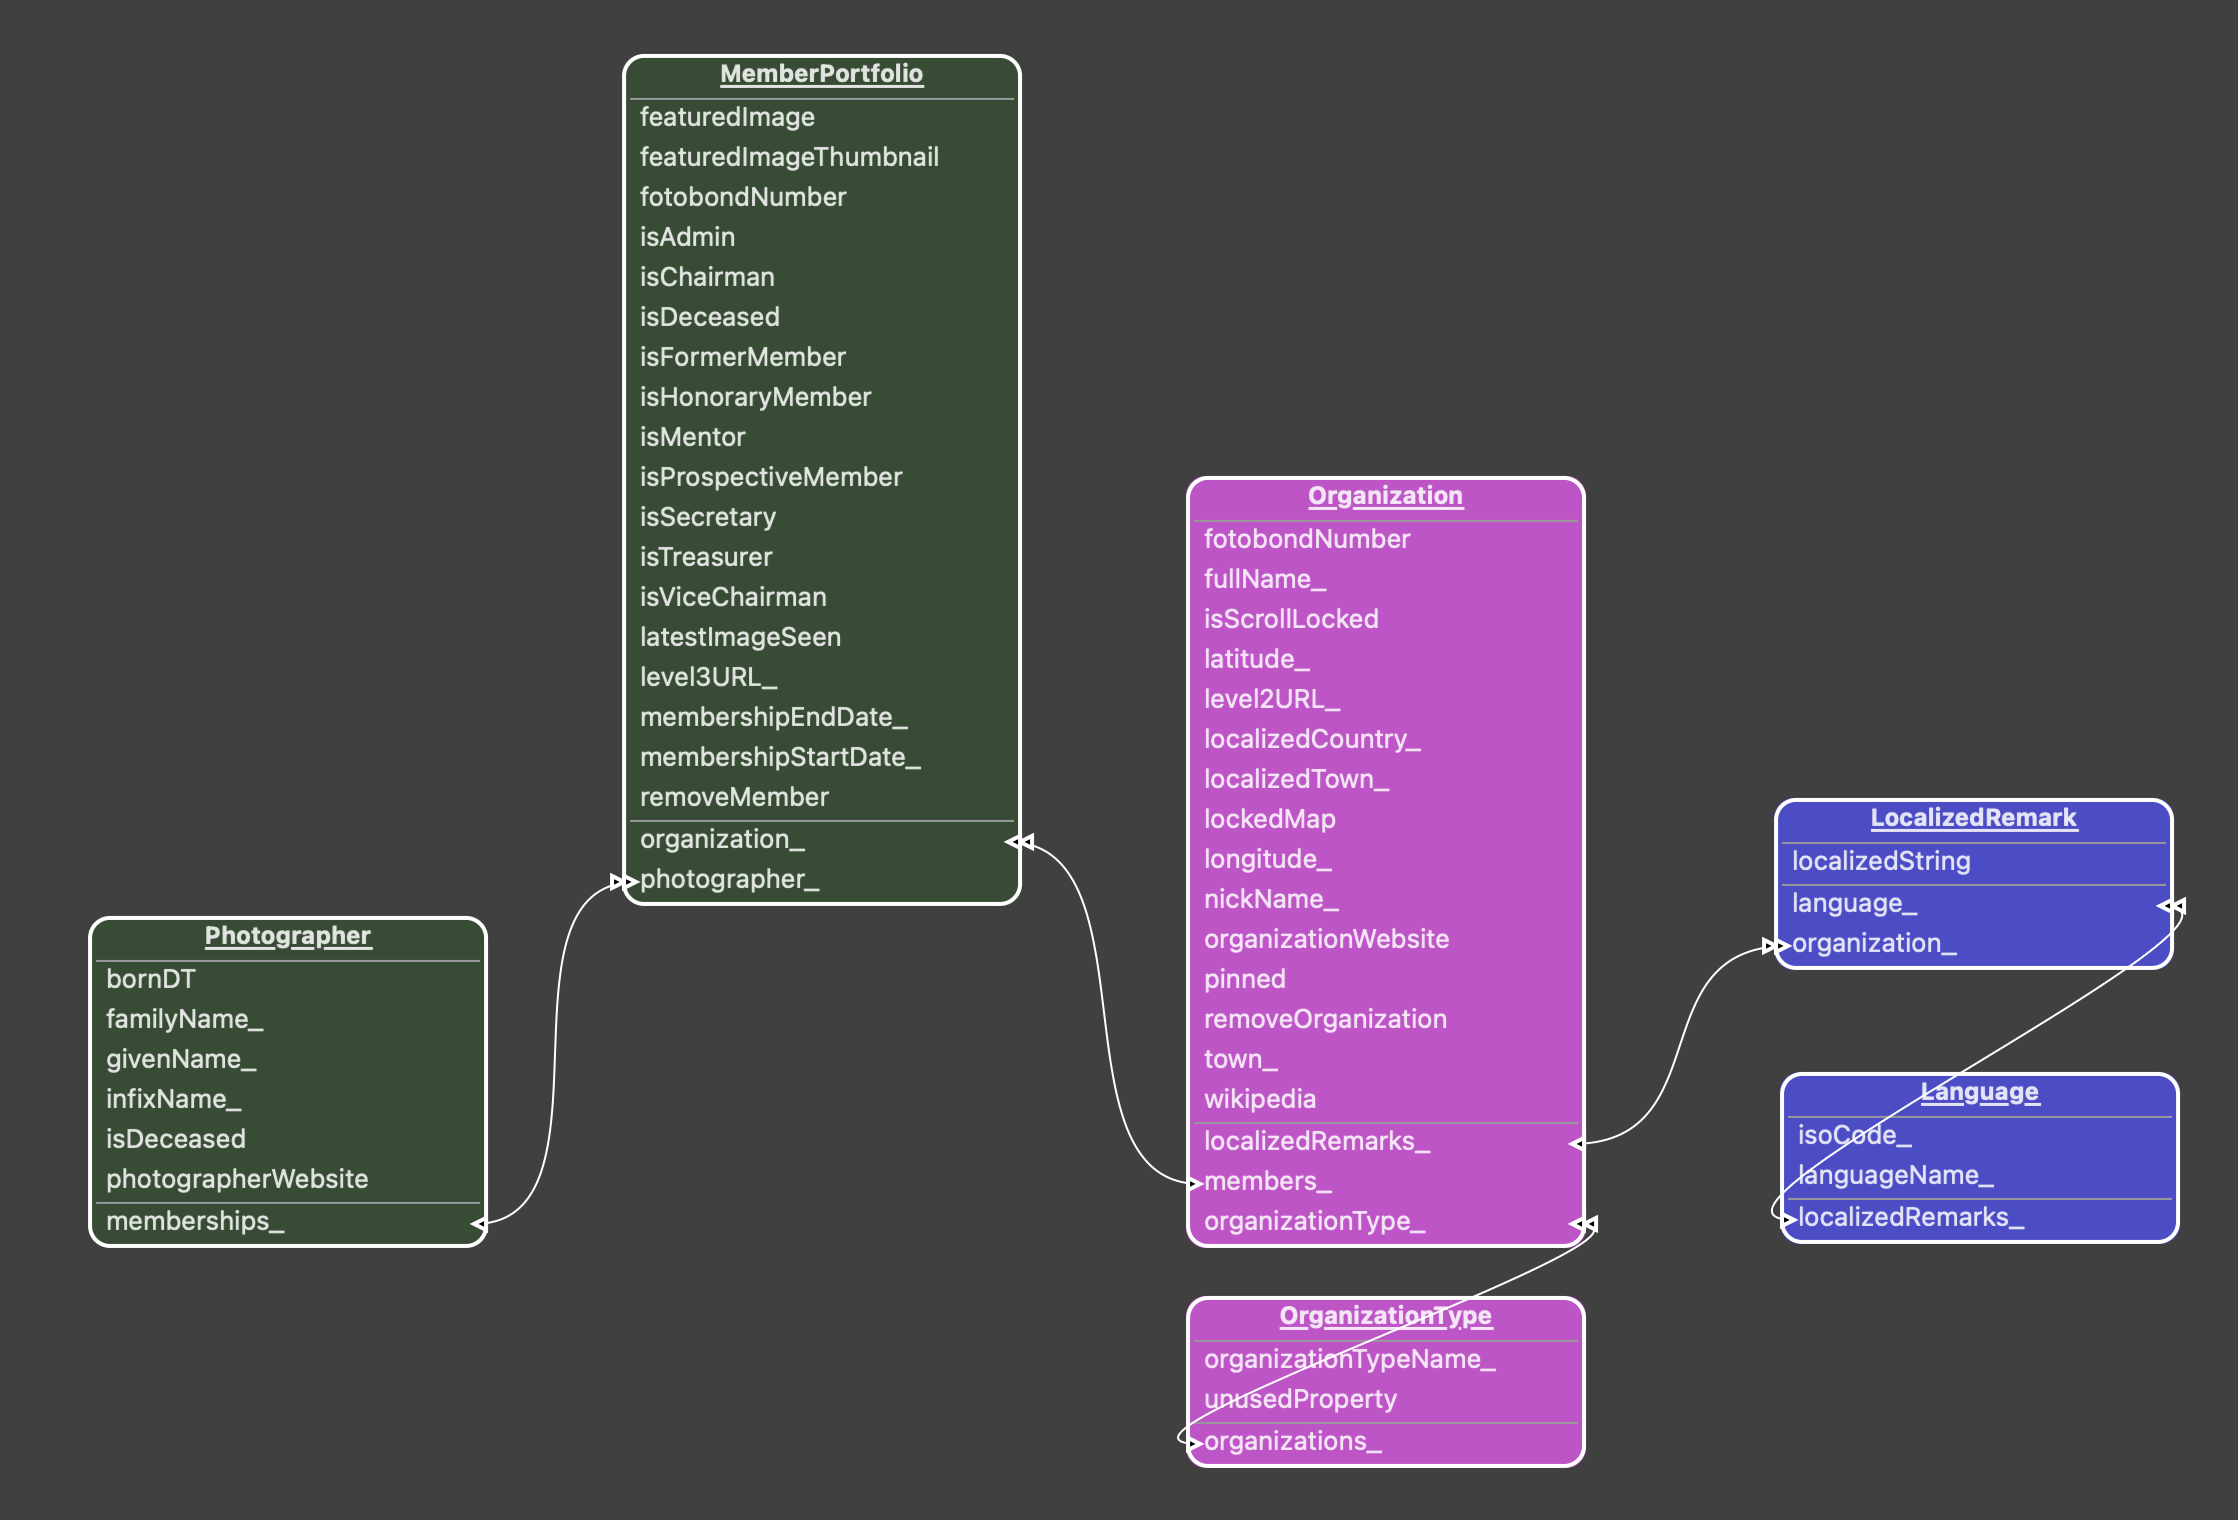 MemberPortfolio
featuredImage
featuredImageThumbnail
fotobondNumber
isAdmin
isChairman
isDeceased
isFormerMember
isHonoraryMember
isMentor
isProspectiveMember
isSecretary
isTreasurer
isViceChairman
latestImageSeen
level3URL_
membershipEndDate_
membershipStartDate_
removeMember
organization_
photographer_
Photographer
bornDT
familyName_
givenName_
infixName_
isDeceased
photographerWebsite
memberships_
Organization
fotobondNumber
fullName_
isScrollLocked
latitude_
level2URL_
localizedCountry_
localizedTown_
lockedMap
longitude_
nickName_
organizationWebsite
pinned
removeOrganization
town_
wikipedia
localizedRemarks_
members_
organizationType_
OrganizationType
organizationTypeName_
unusedProperty
organizations_
LocalizedRemark
localizedString
language_
organization_
Language
isoCode_
languageName_
localizedRemarks_